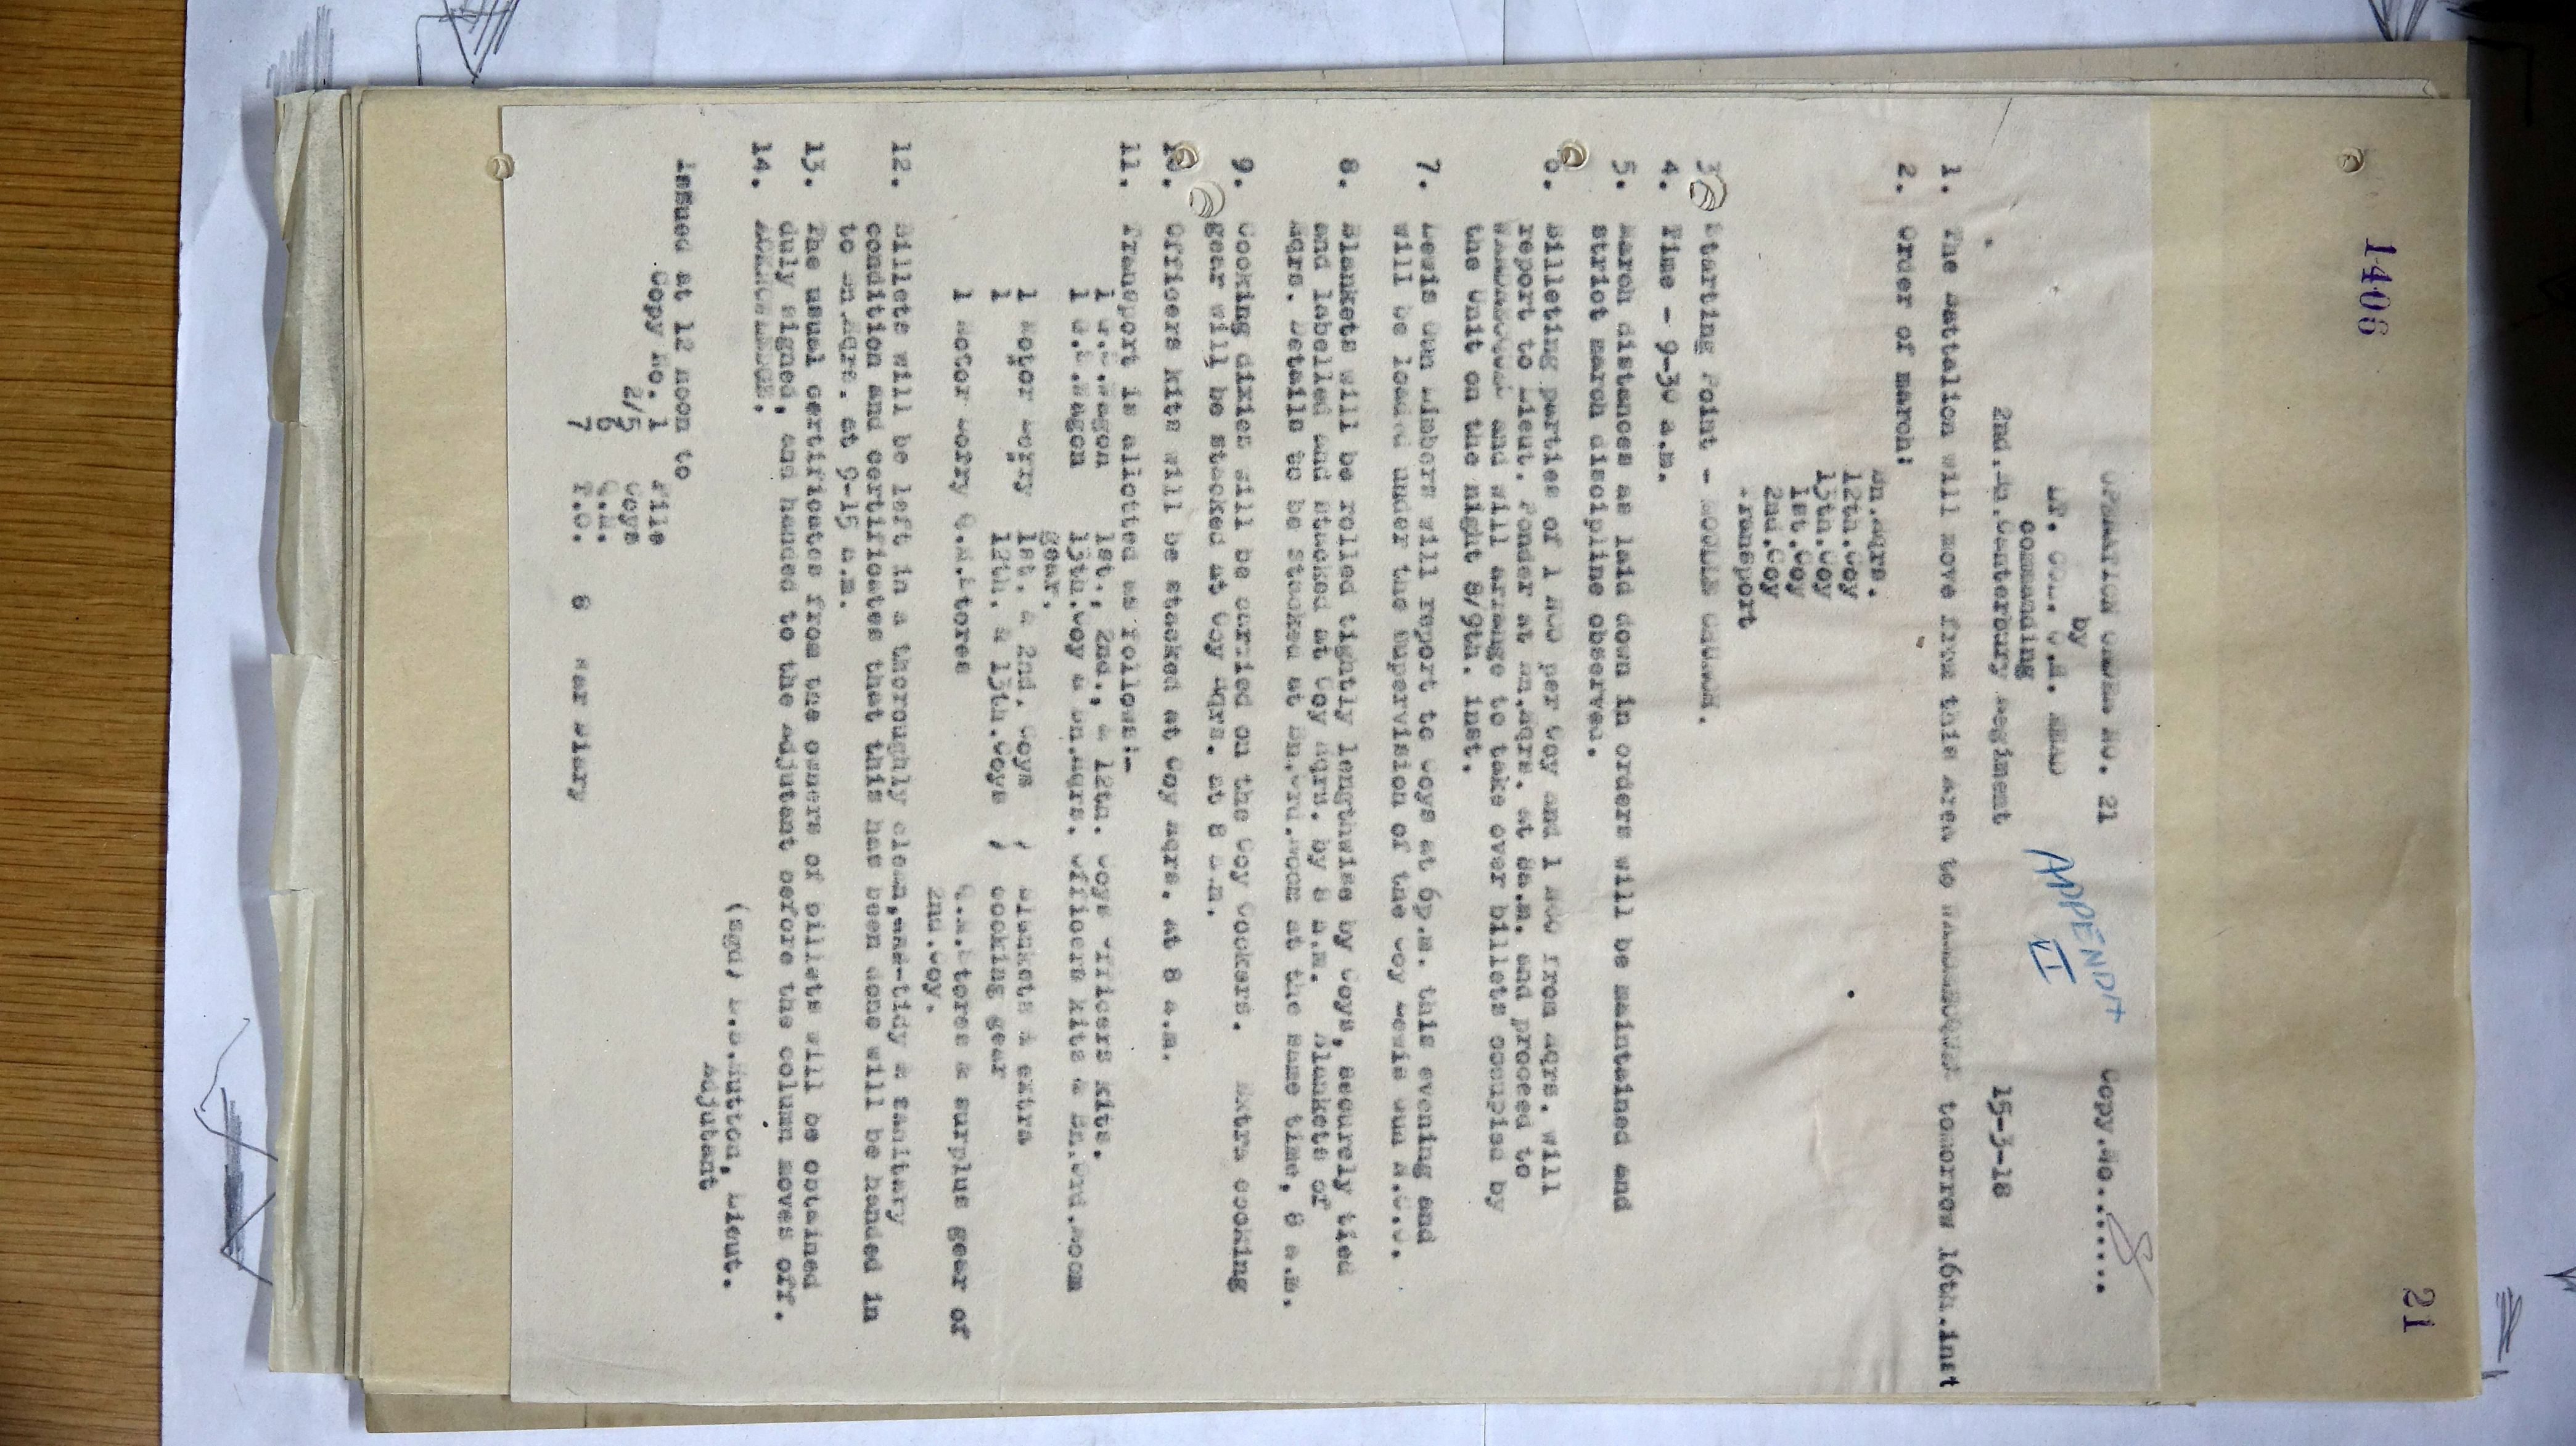 1406
21
OPERATION ORDER NO. 21
Copy.No.......8
by
LT. COL. O.H. MEAD
APPENDIX
II
commanding
2nd.Bn.Canterbury Regiment
15-3-18
1. The Battalion will move from this Area to tomorrow 16th.inst
2. Order of march:
Bn.Hqrs.
12th.Coy
13th.Coy
1st.Coy
2nd.Coy
Transport
3. Starting Point -
4. Time - 9-30 a.m.
5. March distances as laid down in orders will be maintained and
strict march discipline observed.
6. Billeting parties of 1 NCO per Coy and 1 NCO from Hqrs. will
report to Lieut. Ponder at Bn.Hqrs. at 8a.m. and proceed to
and will arrange to take over billets occupied by
the Unit on the night 8/9th. inst.
7. Lewis Gun Limbers will report to Coys at 6p.m. this evening and
will be loaded under the supervision of the Coy Lewis Gun N.C.O.
8. Blankets will be rolled tightly lengthwise by Coys, securely tied
and labelled and stacked at Coy Hqrs. by 8 a.m. Blankets of
Hqrs. Details to be stacked at Bn.Ord.Room at the same time, 8 a.m.
9. Cooking dixies will be carried on the Coy Cookers. Extra cooking
gear will be stacked at Coy Hqrs. at 8 a.m.
10. Officers kits will be stacked at Coy Hqrs. at 8 a.m.
11. Transport is allotted as follows:-
1 G.S.Wagon 1st., 2nd., & 12th. Coys Officers kits.
1 G.S.Wagon 13th.Coy & Bn.Hqrs. Officers kits & Bn.Ord.Room
gear.
1 Motor Lorry 1st. & 2nd. Coys ) Blankets & extra
1 12th. & 13th.Coys ) cooking gear
1 Motor Lorry Q.M.Stores Q.M.Stores & surplus gear of
2nd.Coy.
12. Billets will be left in a thoroughly clean,and-tidy & sanitary
condition and certificates that this has been done will be handed in
to Bn.Hqrs. at 9-15 a.m.
13. The usual certificates from the owners of billets will be obtained
duly signed, and handed to the Adjutant before the column moves off.
14. ACKNOWLEDGE.
(Sgd) L.B.Hutton, Lieut.
Adjutant
Issued at 12 noon to
Copy No. 1 File
2/5 Coys
6 Q.M.
7 T.O. 8 War Diary